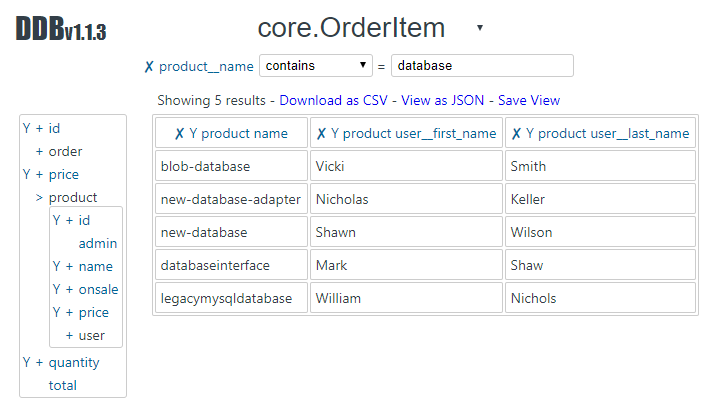 DDBv1.1.3
core.OrderItem
✗ product__name contains = database
Showing 5 results - Download as CSV - View as JSON - Save View
Y + id
+ order
Y + price
> product
Y + id
admin
Y + name
Y + onsale
Y + price
+ user
Y + quantity
total
✗ Y product name ✗ Y product user__first_name ✗ Y product user__last_name
blob-database Vicki Smith
new-database-adapter Nicholas Keller
new-database Shawn Wilson
databaseinterface Mark Shaw
legacymysqldatabase William Nichols